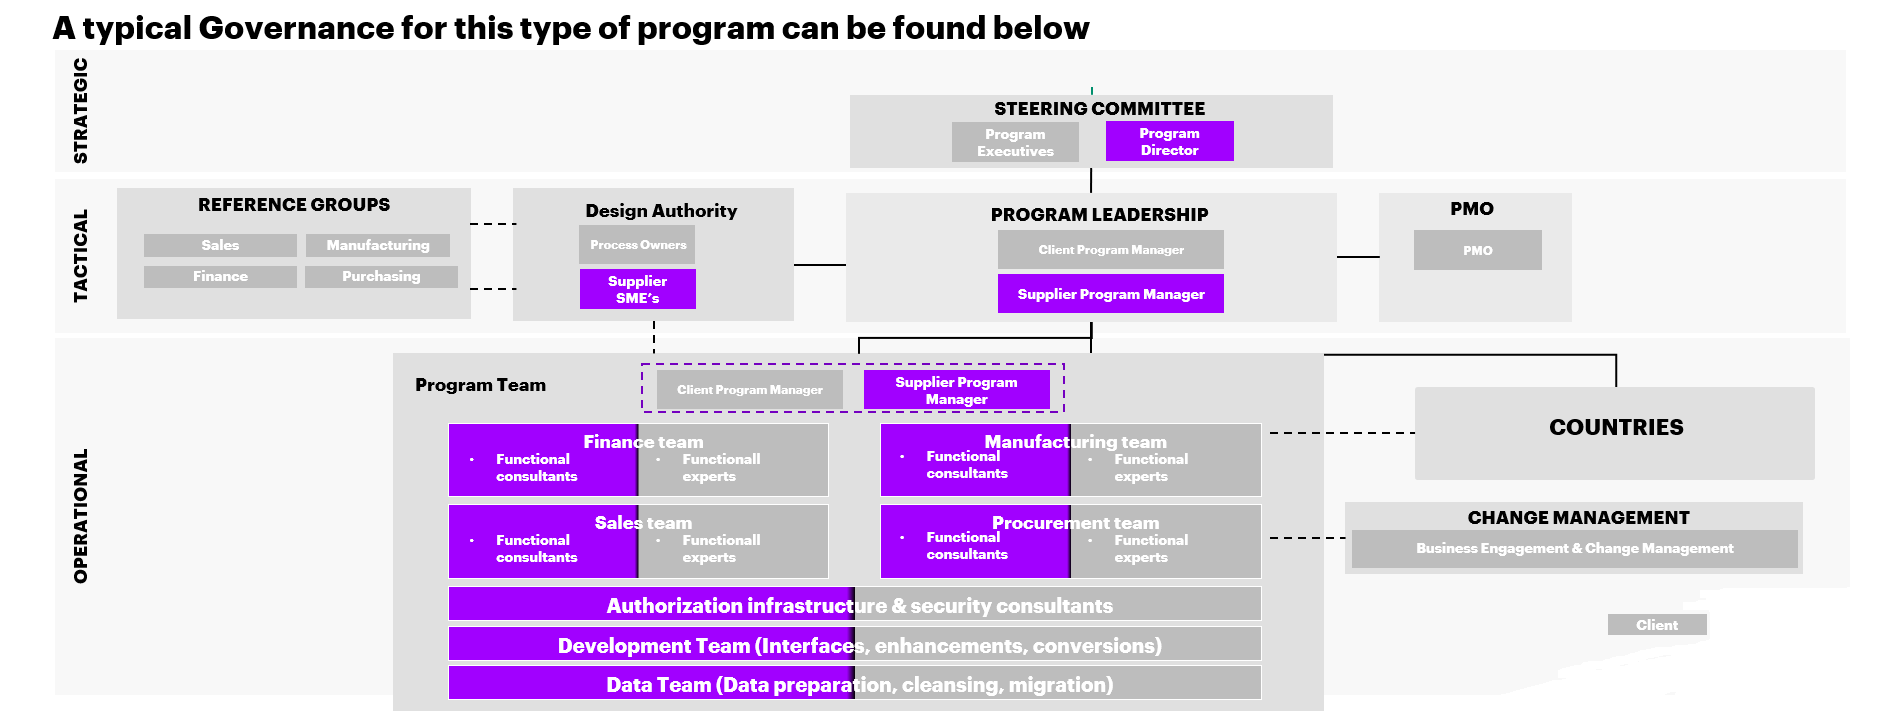 A typical Governance for this type of program can be found below
STRATEGIC
STEERING COMMITTEE
Program
Executives
Program
Director
TACTICAL
REFERENCE GROUPS
Sales
Manufacturing
Finance
Purchasing
Design Authority
Process Owners
Supplier
SME's
PROGRAM LEADERSHIP
Client Program Manager
Supplier Program Manager
PMO
PMO
OPERATIONAL
Program Team
Client Program Manager
Supplier Program
Manager
Finance team
• Functional
consultants
• Functionall
experts
Manufacturing team
• Functional
consultants
• Functional
experts
Sales team
• Functional
consultants
• Functionall
experts
Procurement team
• Functional
consultants
• Functional
experts
Authorization infrastructure & security consultants
Development Team (Interfaces, enhancements, conversions)
Data Team (Data preparation, cleansing, migration)
COUNTRIES
CHANGE MANAGEMENT
Business Engagement & Change Management
Client